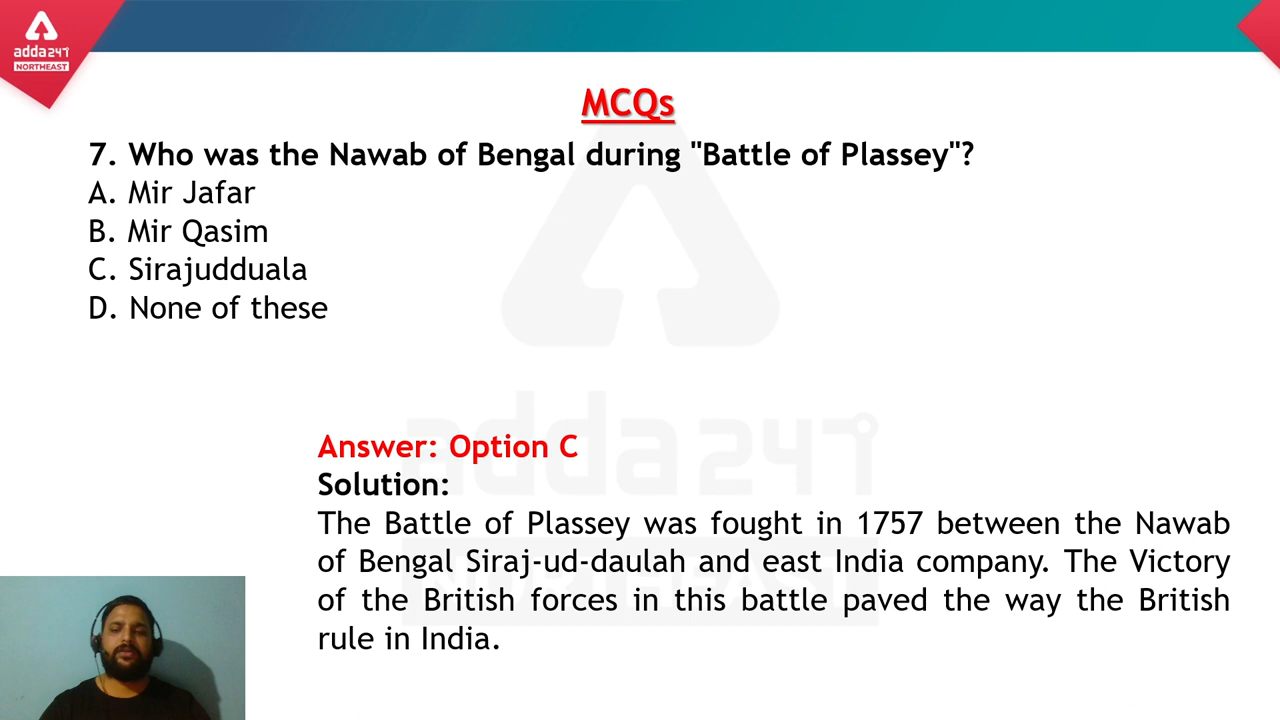 adda247
NORTHEAST
MCQs
7. Who was the Nawab of Bengal during "Battle of Plassey"?
A. Mir Jafar
B. Mir Qasim
C. Sirajudduala
D. None of these
adda247
NORTHEAST
Answer: Option C
Solution:
The Battle of Plassey was fought in 1757 between the Nawab
of Bengal Siraj-ud-daulah and east India company. The Victory
of the British forces in this battle paved the way the British
rule in India.